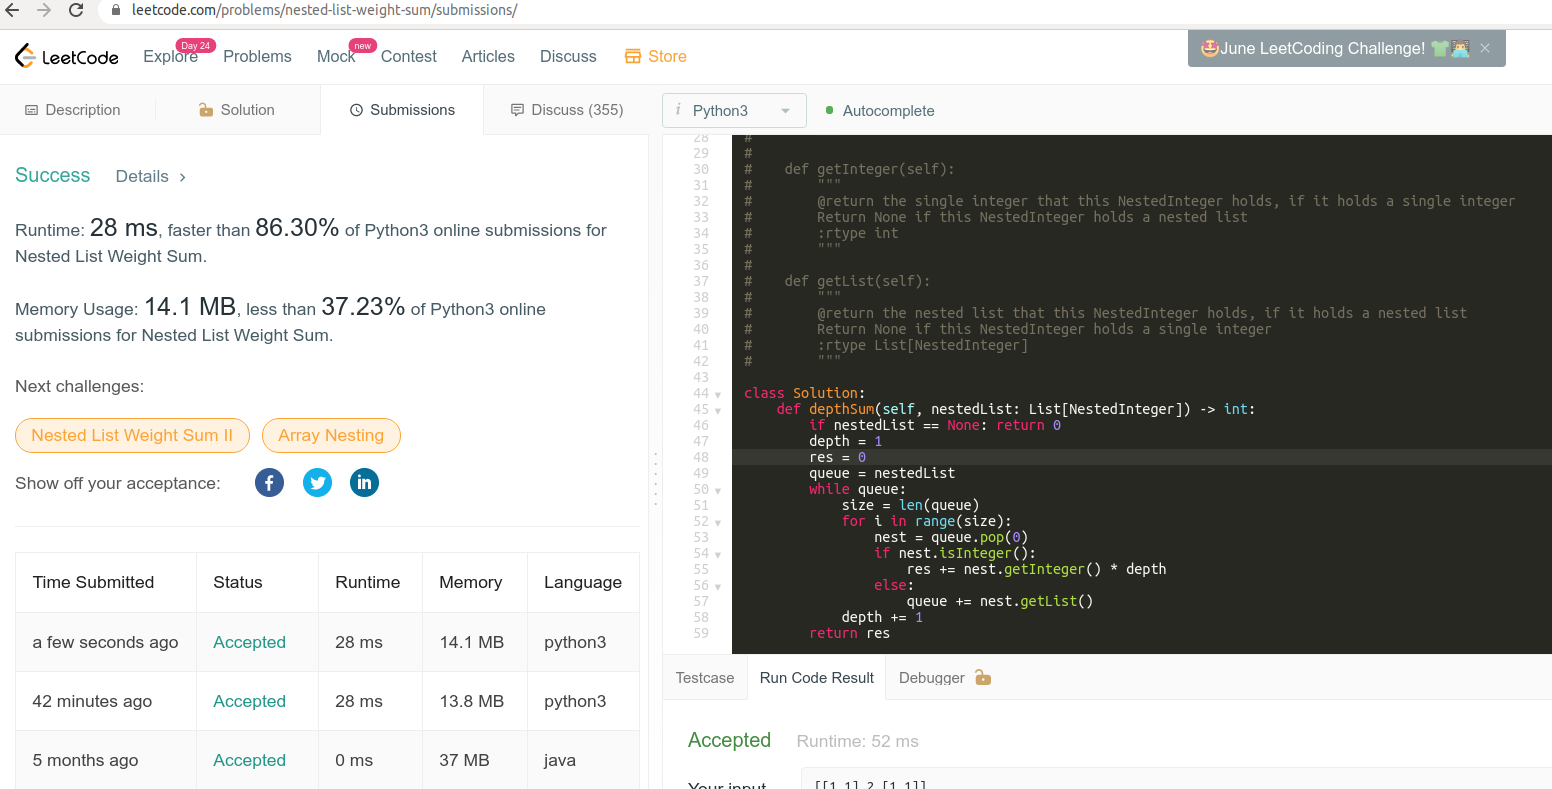 leetcode.com/problems/nested-list-weight-sum/submissions/
LeetCode Explore Day 24 Problems Mock new Contest Articles Discuss Store
🤩June LeetCoding Challenge! 👕👨‍💻 ×
Description Solution Submissions Discuss (355)
i Python3 Autocomplete
Success Details >
Runtime: 28 ms, faster than 86.30% of Python3 online submissions for
Nested List Weight Sum.
Memory Usage: 14.1 MB, less than 37.23% of Python3 online
submissions for Nested List Weight Sum.
Next challenges:
Nested List Weight Sum II Array Nesting
Show off your acceptance: f in
Time Submitted Status Runtime Memory Language
a few seconds ago Accepted 28 ms 14.1 MB python3
42 minutes ago Accepted 28 ms 13.8 MB python3
5 months ago Accepted 0 ms 37 MB java
28 #
29 #
30 #    def getInteger(self):
31 #        """
32 #        @return the single integer that this NestedInteger holds, if it holds a single integer
33 #        Return None if this NestedInteger holds a nested list
34 #        :rtype int
35 #        """
36 #
37 #    def getList(self):
38 #        """
39 #        @return the nested list that this NestedInteger holds, if it holds a nested list
40 #        Return None if this NestedInteger holds a single integer
41 #        :rtype List[NestedInteger]
42 #        """
43
44 class Solution:
45     def depthSum(self, nestedList: List[NestedInteger]) -> int:
46         if nestedList == None: return 0
47         depth = 1
48         res = 0
49         queue = nestedList
50         while queue:
51             size = len(queue)
52             for i in range(size):
53                 nest = queue.pop(0)
54                 if nest.isInteger():
55                     res += nest.getInteger() * depth
56                 else:
57                     queue += nest.getList()
58             depth += 1
59         return res
Testcase Run Code Result Debugger
Accepted Runtime: 52 ms
Your input [[1,1],2,[1,1]]